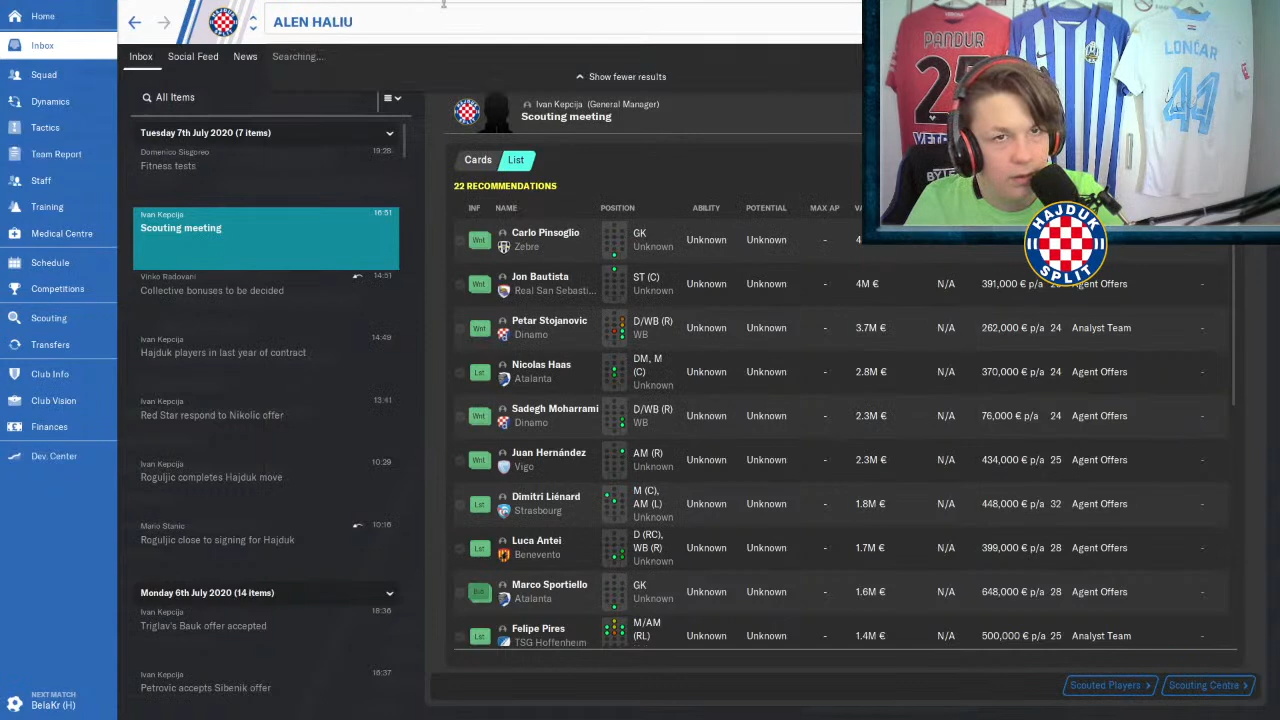 Home
Inbox
Squad
Dynamics
Tactics
Team Report
Staff
Training
Medical Centre
Schedule
Competitions
Scouting
Transfers
Club Info
Club Vision
Finances
Dev. Center
NEXT MATCH
BelaKr (H)
ALEN HALIU
Inbox Social Feed News Searching...
Show fewer results
All Items
Tuesday 7th July 2020 (7 items)
Domenico Sisgoreo 19:28
Fitness tests
Ivan Kepcija 16:51
Scouting meeting
Vinko Radovani 14:51
Collective bonuses to be decided
Ivan Kepcija 14:49
Hajduk players in last year of contract
Ivan Kepcija 13:41
Red Star respond to Nikolic offer
Ivan Kepcija 10:29
Roguljic completes Hajduk move
Mario Stanic 10:16
Roguljic close to signing for Hajduk
Monday 6th July 2020 (14 items)
Ivan Kepcija 18:36
Triglav's Bauk offer accepted
Ivan Kepcija 16:37
Petrovic accepts Sibenik offer
Ivan Kepcija (General Manager)
Scouting meeting
Cards List
22 RECOMMENDATIONS
INF NAME POSITION ABILITY POTENTIAL MAX AP
Wnt Carlo Pinsoglio GK Unknown Unknown -
Zebre Unknown
Wnt Jon Bautista ST (C) Unknown Unknown - 4M € N/A 391,000 € p/a Agent Offers -
Real San Sebasti... Unknown
Wnt Petar Stojanovic D/WB (R) Unknown Unknown - 3.7M € N/A 262,000 € p/a 24 Analyst Team -
Dinamo WB
Lst Nicolas Haas DM, M (C) Unknown Unknown - 2.8M € N/A 370,000 € p/a 24 Agent Offers -
Atalanta Unknown
Wnt Sadegh Moharrami D/WB (R) Unknown Unknown - 2.3M € N/A 76,000 € p/a 24 Agent Offers -
Dinamo WB
Wnt Juan Hernández AM (R) Unknown Unknown - 2.3M € N/A 434,000 € p/a 25 Agent Offers -
Vigo Unknown
Lst Dimitri Liénard M (C), AM (L) Unknown Unknown - 1.8M € N/A 448,000 € p/a 32 Agent Offers -
Strasbourg Unknown
Lst Luca Antei D (RC), WB (R) Unknown Unknown - 1.7M € N/A 399,000 € p/a 28 Agent Offers -
Benevento Unknown
Marco Sportiello GK Unknown Unknown - 1.6M € N/A 648,000 € p/a 28 Agent Offers -
Atalanta Unknown
Lst Felipe Pires M/AM (RL) Unknown Unknown - 1.4M € N/A 500,000 € p/a 25 Analyst Team -
TSG Hoffenheim
Scouted Players
Scouting Centre
PANDUR
LONČAR
44
HAJDUK
SPLIT